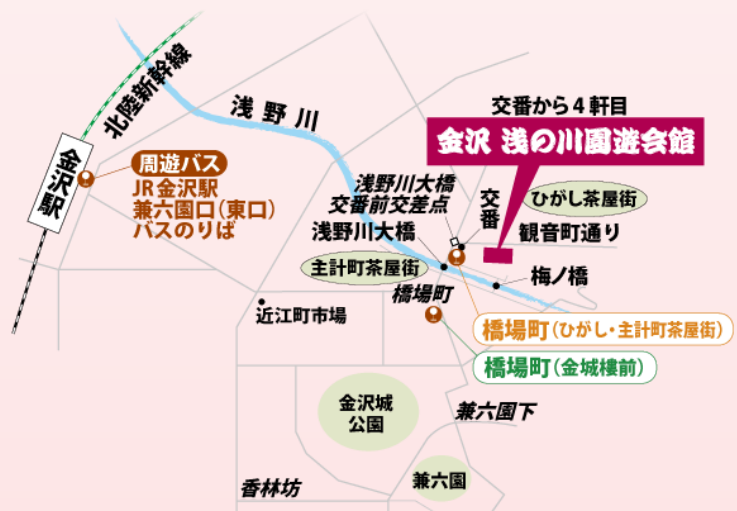 北陸新幹線
浅野川
交番から4軒目
金沢 浅の川園遊会館
金沢駅
周遊バス
JR金沢駅
兼六園口(東口)
バスのりば
浅野川大橋
交番前交差点
交番
ひがし茶屋街
浅野川大橋
観音町通り
主計町茶屋街
梅ノ橋
橋場町
近江町市場
橋場町(ひがし・主計町茶屋街)
橋場町(金城樓前)
金沢城
公園
兼六園下
兼六園
香林坊